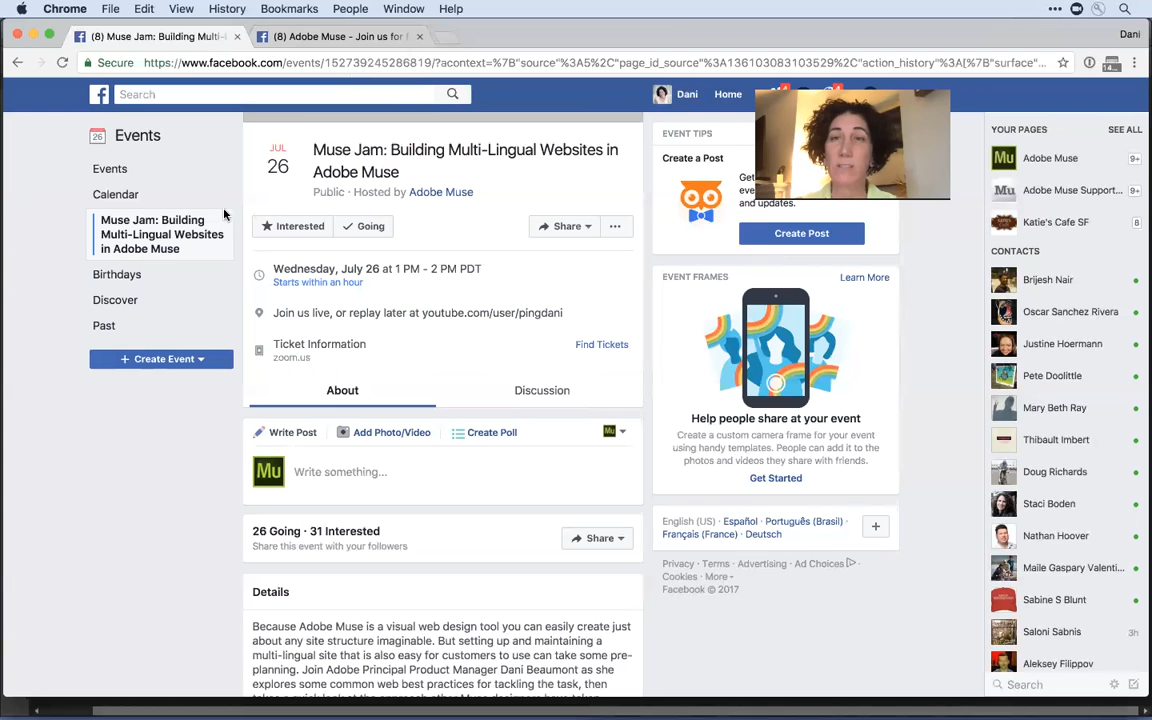 Chrome File Edit View History Bookmarks People Window Help
(8) Muse Jam: Building Multi-
(8) Adobe Muse - Join us for
Dani
Secure https://www.facebook.com/events/152739245286819/?acontext=%7B"source"%3A5%2C"page_id_source"%3A136103083103529%2C"action_history"%3A[%7B"surface"
Search
Dani Home
26 Events
Events
Calendar
Muse Jam: Building
Multi-Lingual Websites
in Adobe Muse
Birthdays
Discover
Past
Create Event
JUL
26
Muse Jam: Building Multi-Lingual Websites in
Adobe Muse
Public · Hosted by Adobe Muse
Interested Going Share
Wednesday, July 26 at 1 PM - 2 PM PDT
Starts within an hour
Join us live, or replay later at youtube.com/user/pingdani
Ticket Information Find Tickets
zoom.us
About Discussion
Write Post Add Photo/Video Create Poll Mu
Mu Write something...
26 Going · 31 Interested
Share this event with your followers
Share
Details
Because Adobe Muse is a visual web design tool you can easily create just
about any site structure imaginable. But setting up and maintaining a
multi-lingual site that is also easy for customers to use can take some pre-
planning. Join Adobe Principal Product Manager Dani Beaumont as she
explores some common web best practices for tackling the task, then
EVENT TIPS
Create a Post
Get
eve
updates.
Create Post
EVENT FRAMES Learn More
Help people share at your event
Create a custom camera frame for your event
using handy templates. People can add it to the
photos and videos they share with friends.
Get Started
English (US) · Español · Português (Brasil) ·
Français (France) · Deutsch
Privacy · Terms · Advertising · Ad Choices ·
Cookies · More
Facebook © 2017
YOUR PAGES SEE ALL
Mu Adobe Muse 9+
Mu Adobe Muse Support... 9+
Katie's Cafe SF 8
CONTACTS
Brijesh Nair
Oscar Sanchez Rivera
Justine Hoermann
Pete Doolittle
Mary Beth Ray
Thibault Imbert
Doug Richards
Staci Boden
Nathan Hoover
Maile Gaspary Valenti...
Sabine S Blunt
Saloni Sabnis 3h
Aleksey Filippov
Search